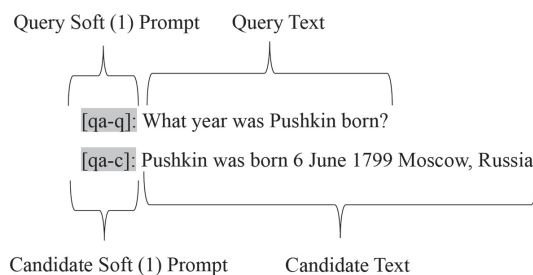 Query Soft (1) Prompt Query Text
[qa-q]: What year was Pushkin born?
[qa-c]: Pushkin was born 6 June 1799 Moscow, Russia
Candidate Soft (1) Prompt Candidate Text